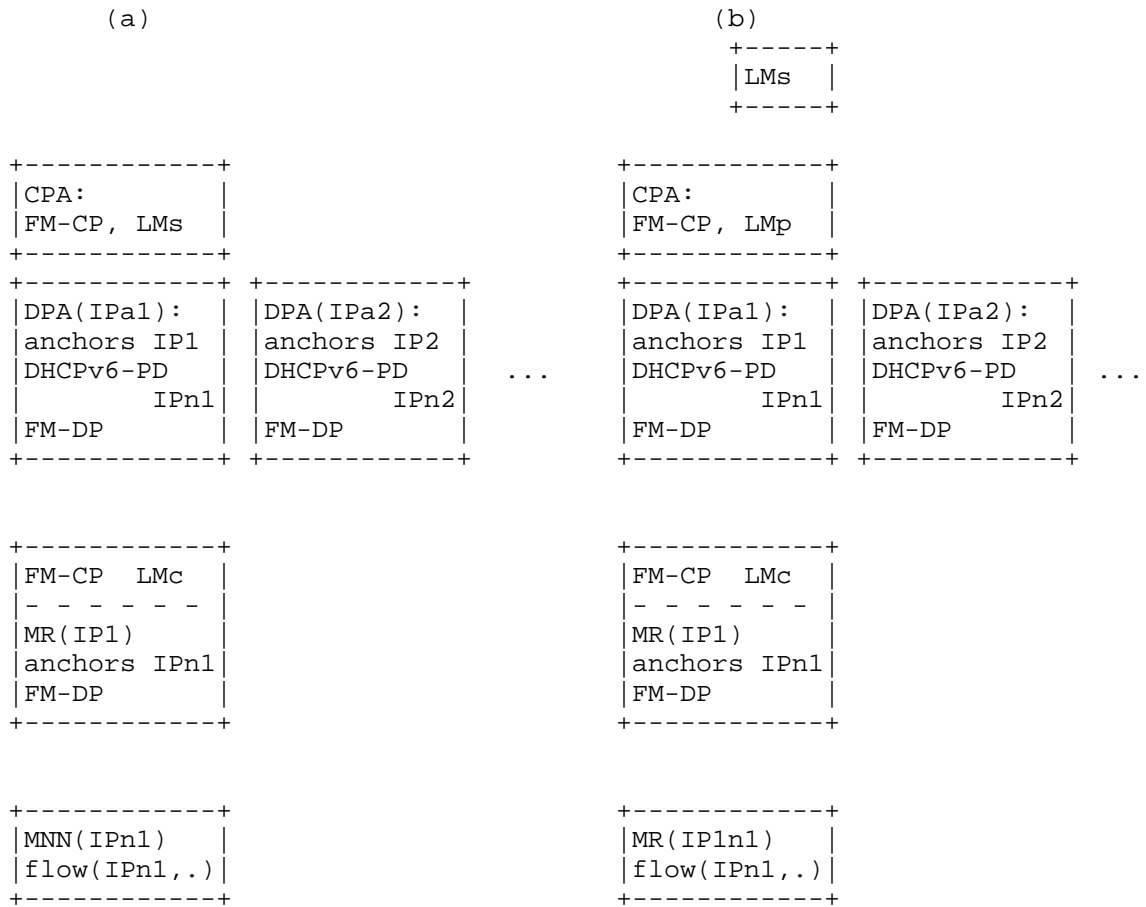 (a) (b)
LMs
CPA: CPA:
FM-CP, LMs FM-CP, LMp
DPA(IPa1): DPA(IPa2): DPA(IPa1): DPA(IPa2):
anchors IP1 anchors IP2 anchors IP1 anchors IP2
DHCPv6-PD DHCPv6-PD ... DHCPv6-PD DHCPv6-PD ...
IPn1 IPn2 IPn1 IPn2
FM-DP FM-DP FM-DP FM-DP
FM-CP LMc FM-CP LMc
MR(IP1) MR(IP1)
anchors IPn1 anchors IPn1
FM-DP FM-DP
MNN(IPn1) MR(IP1n1)
flow(IPn1,.) flow(IPn1,.)